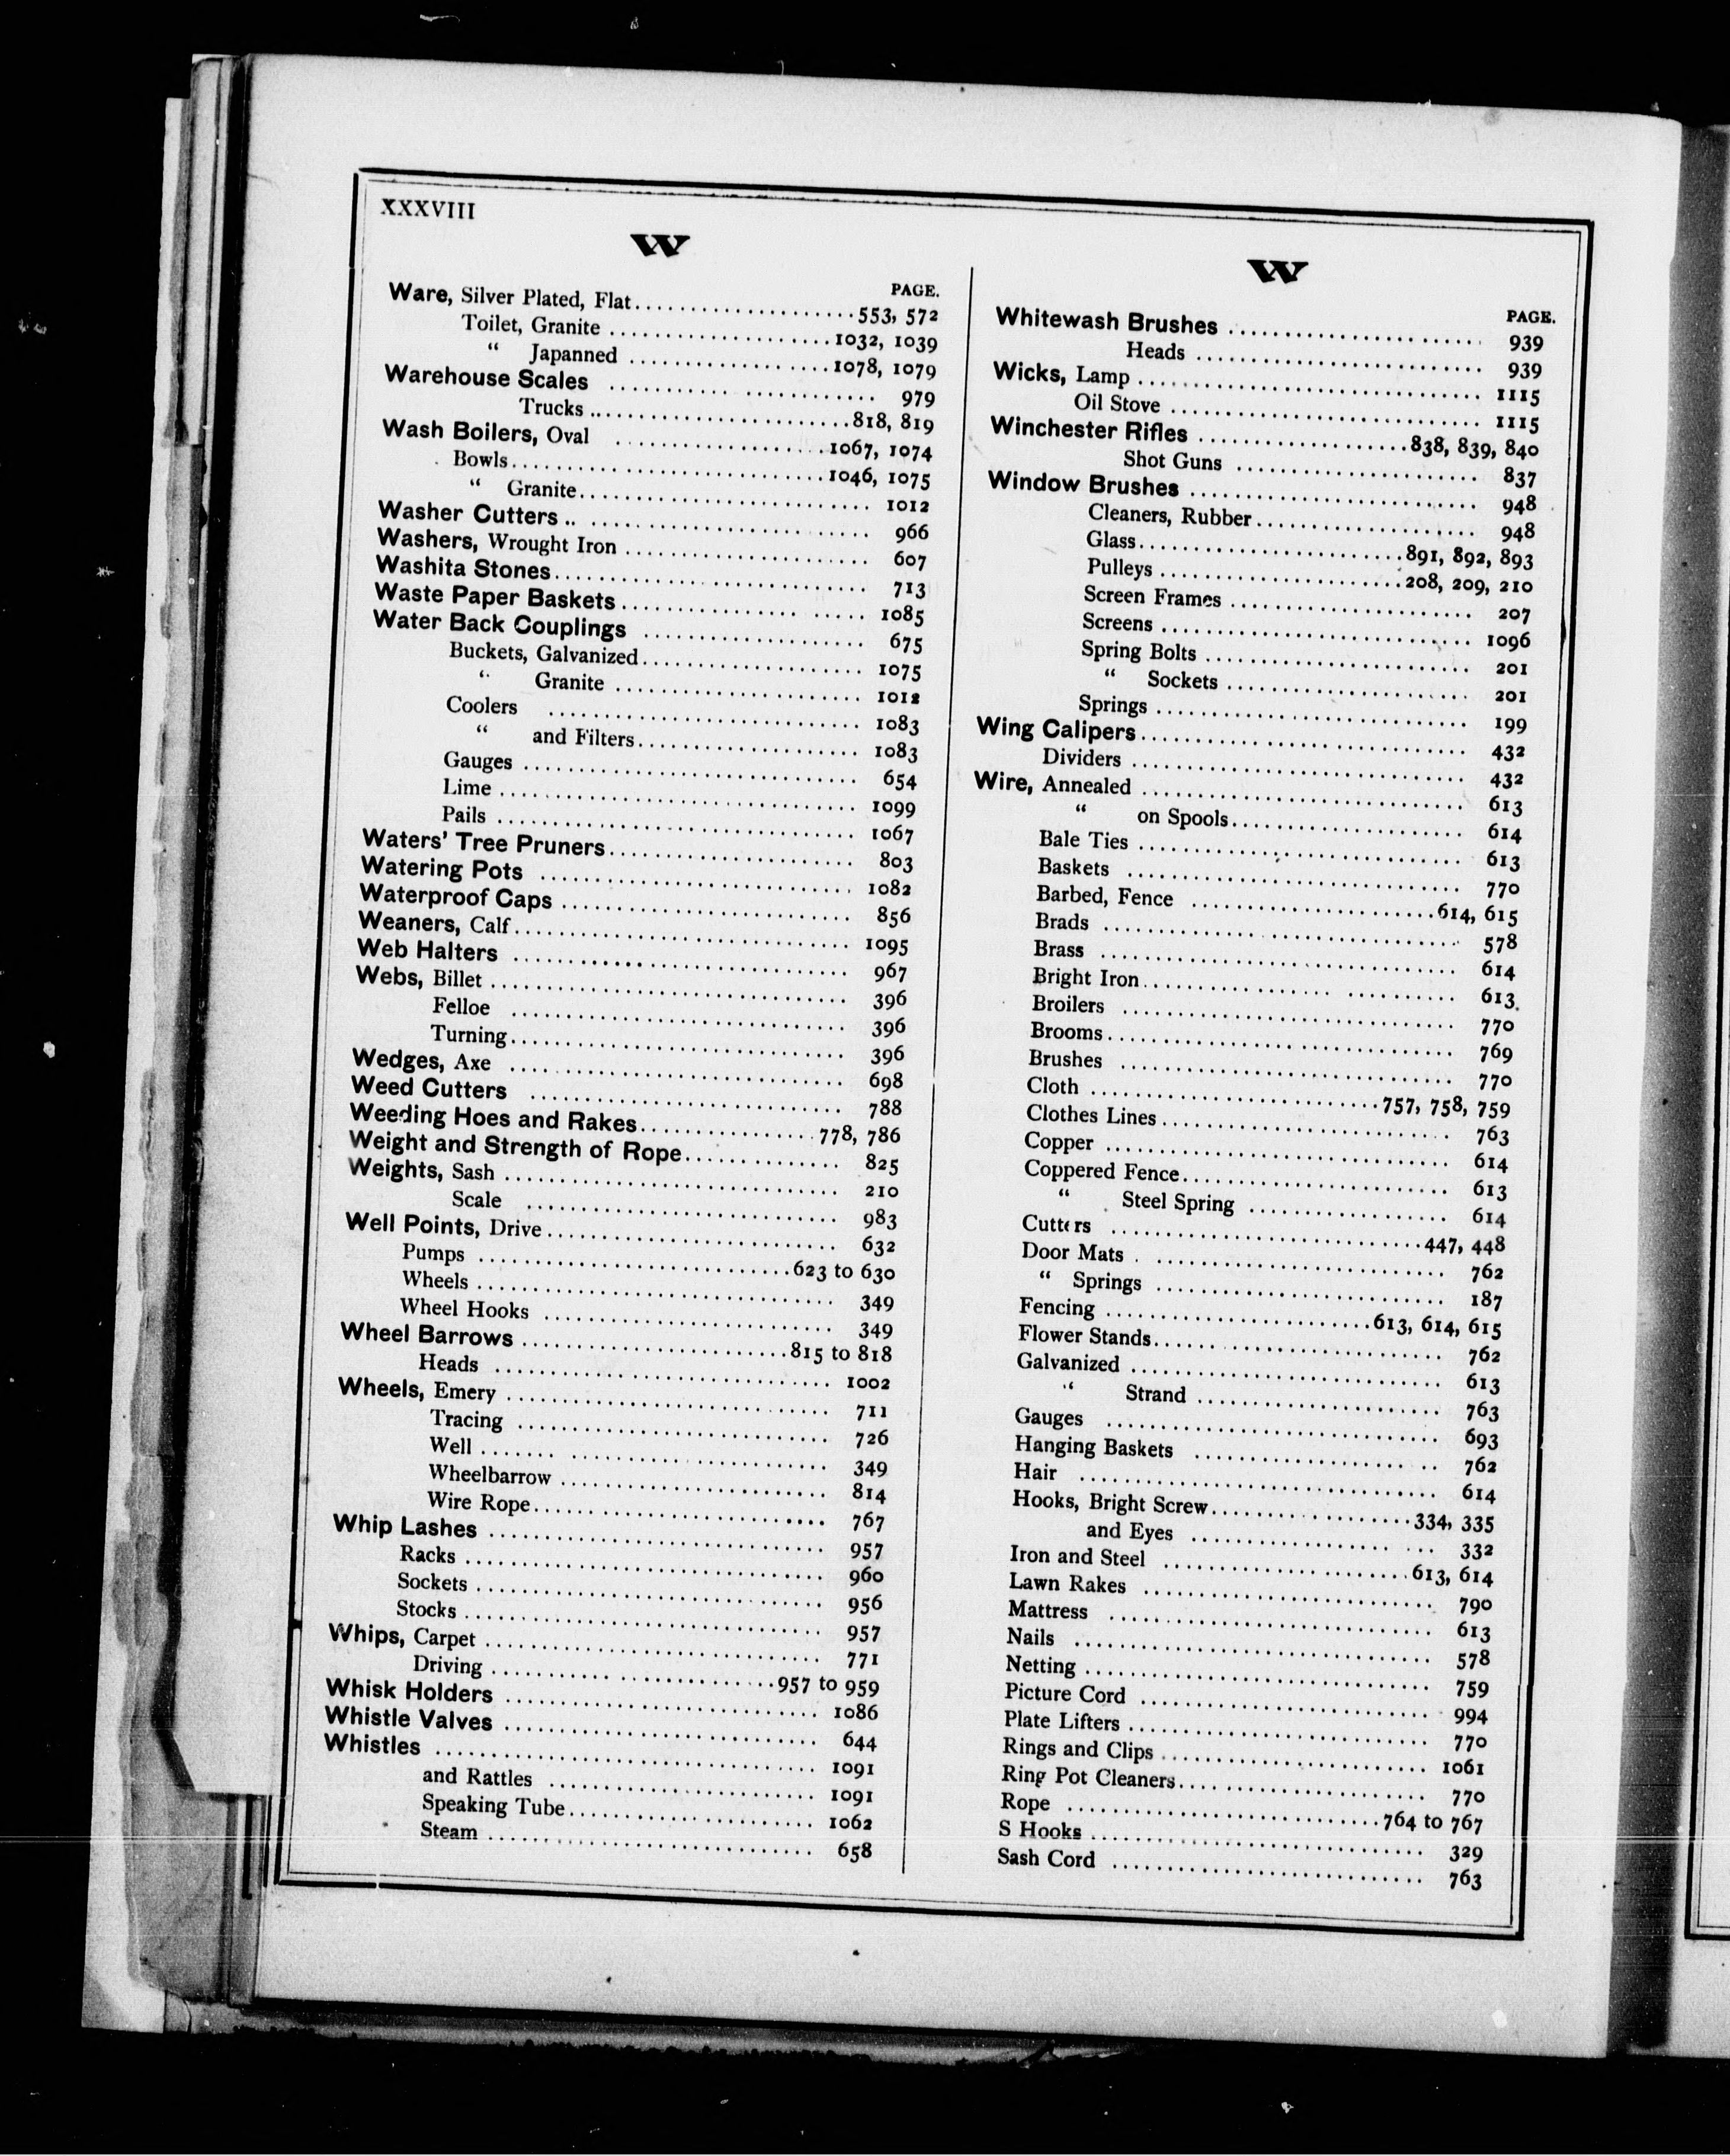 XXXVIII
W
PAGE.
Ware, Silver Plated, Flat....................553, 572
Toilet, Granite ....................1032, 1039
“ Japanned ..................1078, 1079
Warehouse Scales .......................... 979
Trucks .........................818, 819
Wash Boilers, Oval ...................1067, 1074
Bowls............................1046, 1075
“ Granite........................... 1012
Washer Cutters .. .......................... 966
Washers, Wrought Iron ...................... 607
Washita Stones............................. 713
Waste Paper Baskets ....................... 1085
Water Back Couplings .................... 675
Buckets, Galvanized.................... 1075
“ Granite ...................... 1012
Coolers ............................ 1083
“ and Filters.................... 1083
Gauges .............................. 654
Lime ................................ 1099
Pails ................................ 1067
Waters' Tree Pruners...................... 803
Watering Pots ............................ 1082
Waterproof Caps .......................... 856
Weaners, Calf.............................. 1095
Web Halters .............................. 967
Webs, Billet ................................ 396
Felloe .............................. 396
Turning.............................. 396
Wedges, Axe .............................. 698
Weed Cutters ............................ 788
Weeding Hoes and Rakes................778, 786
Weight and Strength of Rope.............. 825
Weights, Sash .............................. 210
Scale ............................ 983
Well Points, Drive.......................... 632
Pumps ............................623 to 630
Wheels ................................ 349
Wheel Hooks .......................... 349
Wheel Barrows ........................815 to 818
Heads .............................. 1002
Wheels, Emery ............................ 711
Tracing ............................ 726
Well ............................... 349
Wheelbarrow ........................ 814
Wire Rope.......................... 767
Whip Lashes .............................. 957
Racks ................................ 960
Sockets ............................... 956
Stocks ................................ 957
Whips, Carpet .............................. 771
Driving .........................957 to 959
Whisk Holders ............................ 1086
Whistle Valves ............................ 644
Whistles .................................. 1091
and Rattles ........................ 1091
Speaking Tube...................... 1062
Steam .............................. 658
W
PAGE.
Whitewash Brushes ...................... 939
Heads .......................... 939
Wicks, Lamp .............................. 1115
Oil Stove ............................ 1115
Winchester Rifles ...................838, 839, 840
Shot Guns ...................... 837
Window Brushes .......................... 948
Cleaners, Rubber.................... 948
Glass........................891, 892, 893
Pulleys ......................208, 209, 210
Screen Frames ...................... 207
Screens ............................ 1096
Spring Bolts ........................ 201
“ Sockets ...................... 201
Springs ............................ 199
Wing Calipers.............................. 432
Dividers .............................. 432
Wire, Annealed ............................ 613
“ on Spools..................... 614
Bale Ties ............................ 613
Baskets .............................. 770
Barbed, Fence ......................614, 615
Brads ................................ 578
Brass ................................ 614
Bright Iron............................ 613
Broilers .............................. 770
Brooms................................ 769
Brushes .............................. 770
Cloth ..........................757, 758, 759
Clothes Lines.......................... 763
Copper ............................... 614
Coppered Fence........................ 613
“ Steel Spring .................. 614
Cutters ............................447, 448
Door Mats .......................... 762
“ Springs .......................... 187
Fencing ........................613, 614, 615
Flower Stands.......................... 762
Galvanized ............................ 613
“ Strand ...................... 763
Gauges .............................. 693
Hanging Baskets ...................... 762
Hair ................................ 614
Hooks, Bright Screw..................334, 335
and Eyes ...................... 332
Iron and Steel ......................613, 614
Lawn Rakes .......................... 790
Mattress .............................. 613
Nails ................................ 578
Netting ............................... 759
Picture Cord .......................... 994
Plate Lifters ........................... 770
Rings and Clips ........................ 1061
Ring Pot Cleaners...................... 770
Rope ............................764 to 767
S Hooks .............................. 329
Sash Cord ............................ 763